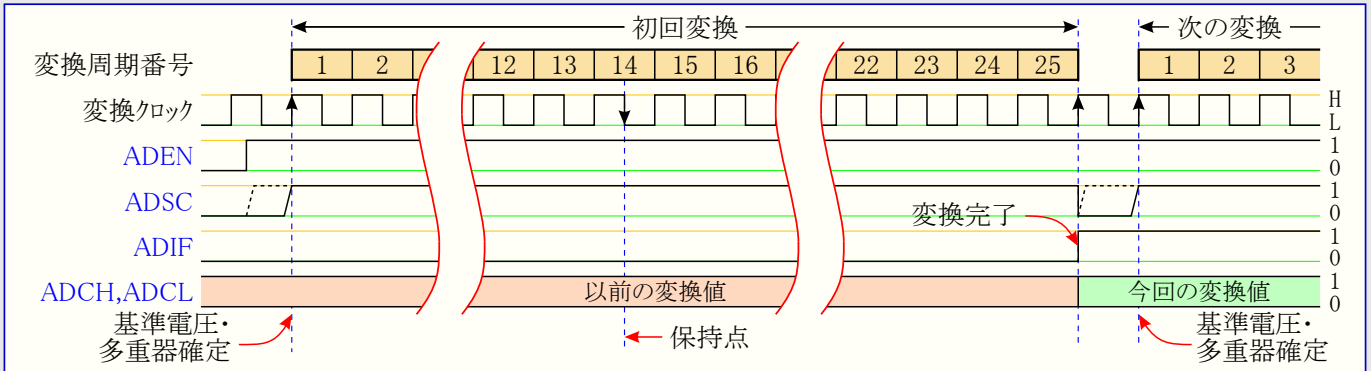 初回変換
次の変換
変換周期番号 1 2 12 13 14 15 16 22 23 24 25 1 2 3
変換クロック H L
ADEN 1 0
ADSC 1 0
変換完了
ADIF 1 0
ADCH,ADCL 以前の変換値 今回の変換値 1 0
基準電圧・
多重器確定
保持点
基準電圧・
多重器確定